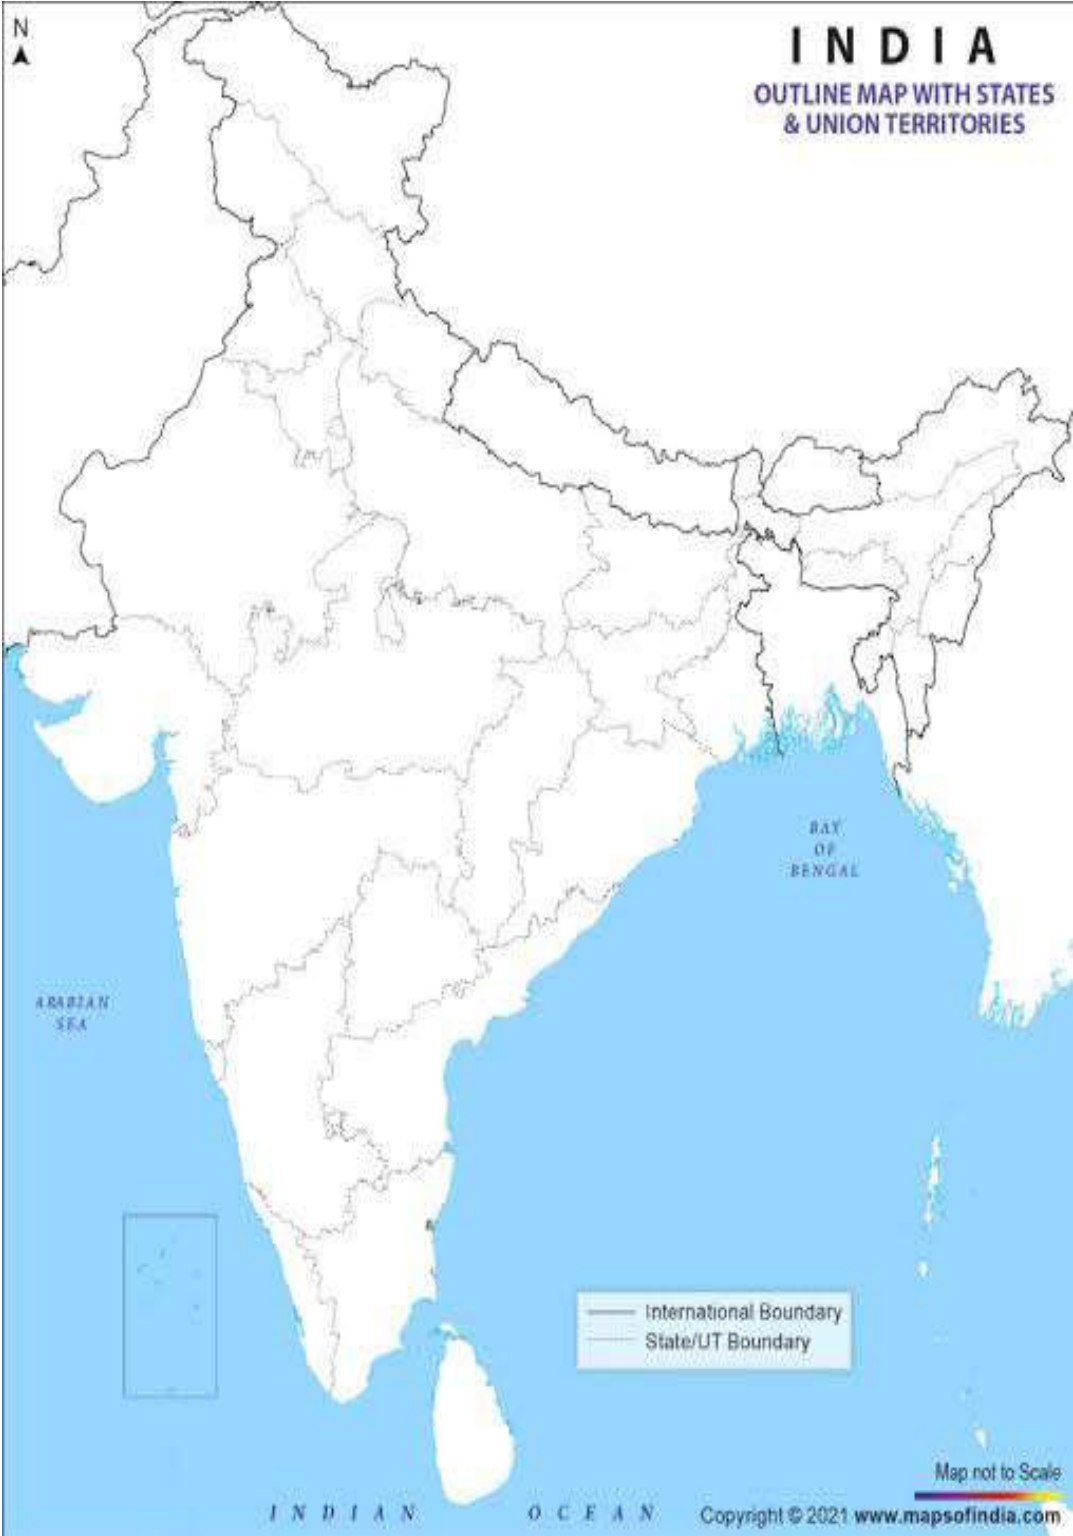 N
INDIA
OUTLINE MAP WITH STATES
& UNION TERRITORIES
BAY
OF
BENGAL
ARABIAN
SEA
International Boundary
State/UT Boundary
Map not to Scale
INDIAN OCEAN
Copyright © 2021 www.mapsofindia.com